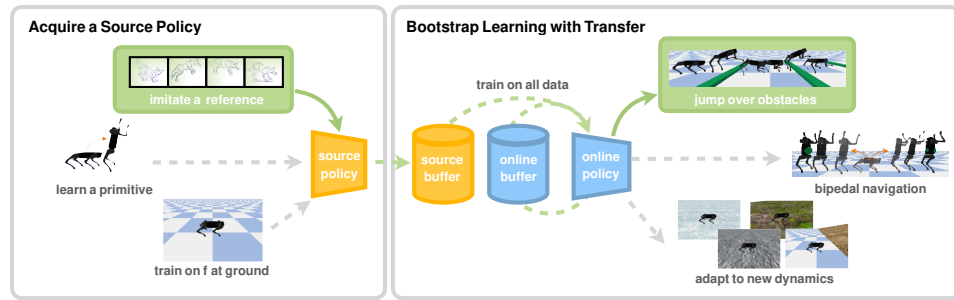 Acquire a Source Policy
imitate a reference
learn a primitive
train on f at ground
source
policy
Bootstrap Learning with Transfer
train on all data
source
buffer
online
buffer
online
policy
jump over obstacles
bipedal navigation
adapt to new dynamics